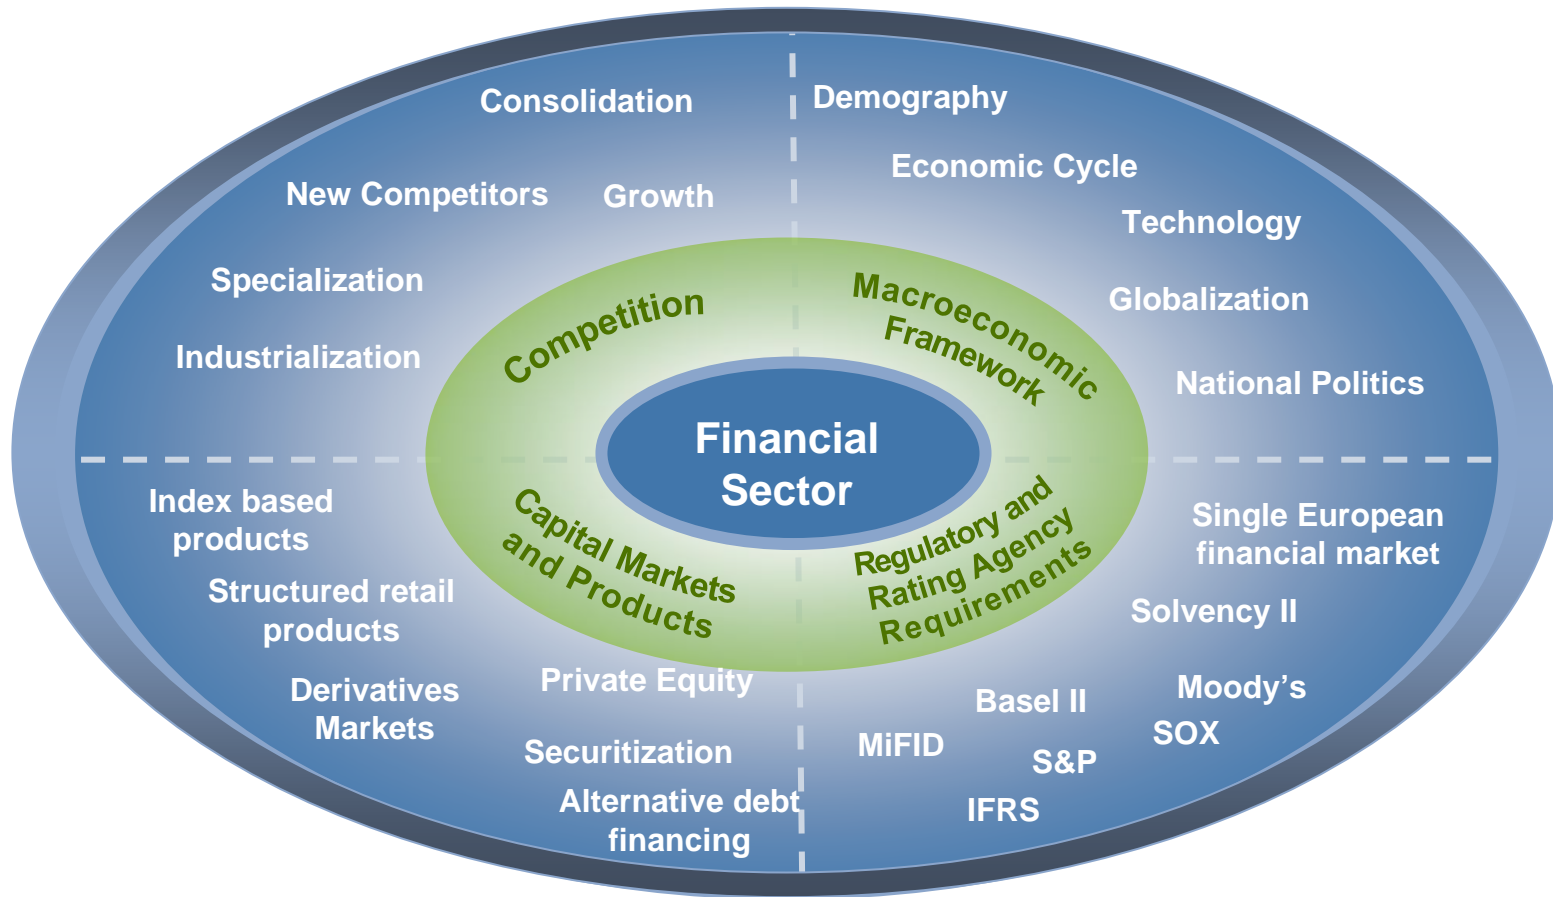 Consolidation
Demography
Economic Cycle
New Competitors
Growth
Technology
Specialization
Globalization
Industrialization
National Politics
Competition
Macroeconomic
Framework
Financial
Sector
Capital Markets
and Products
Regulatory and
Rating Agency
Requirements
Index based
products
Structured retail
products
Derivatives
Markets
Private Equity
Securitization
Alternative debt
financing
Single European
financial market
Solvency II
Moody’s
Basel II
SOX
MiFID
S&P
IFRS